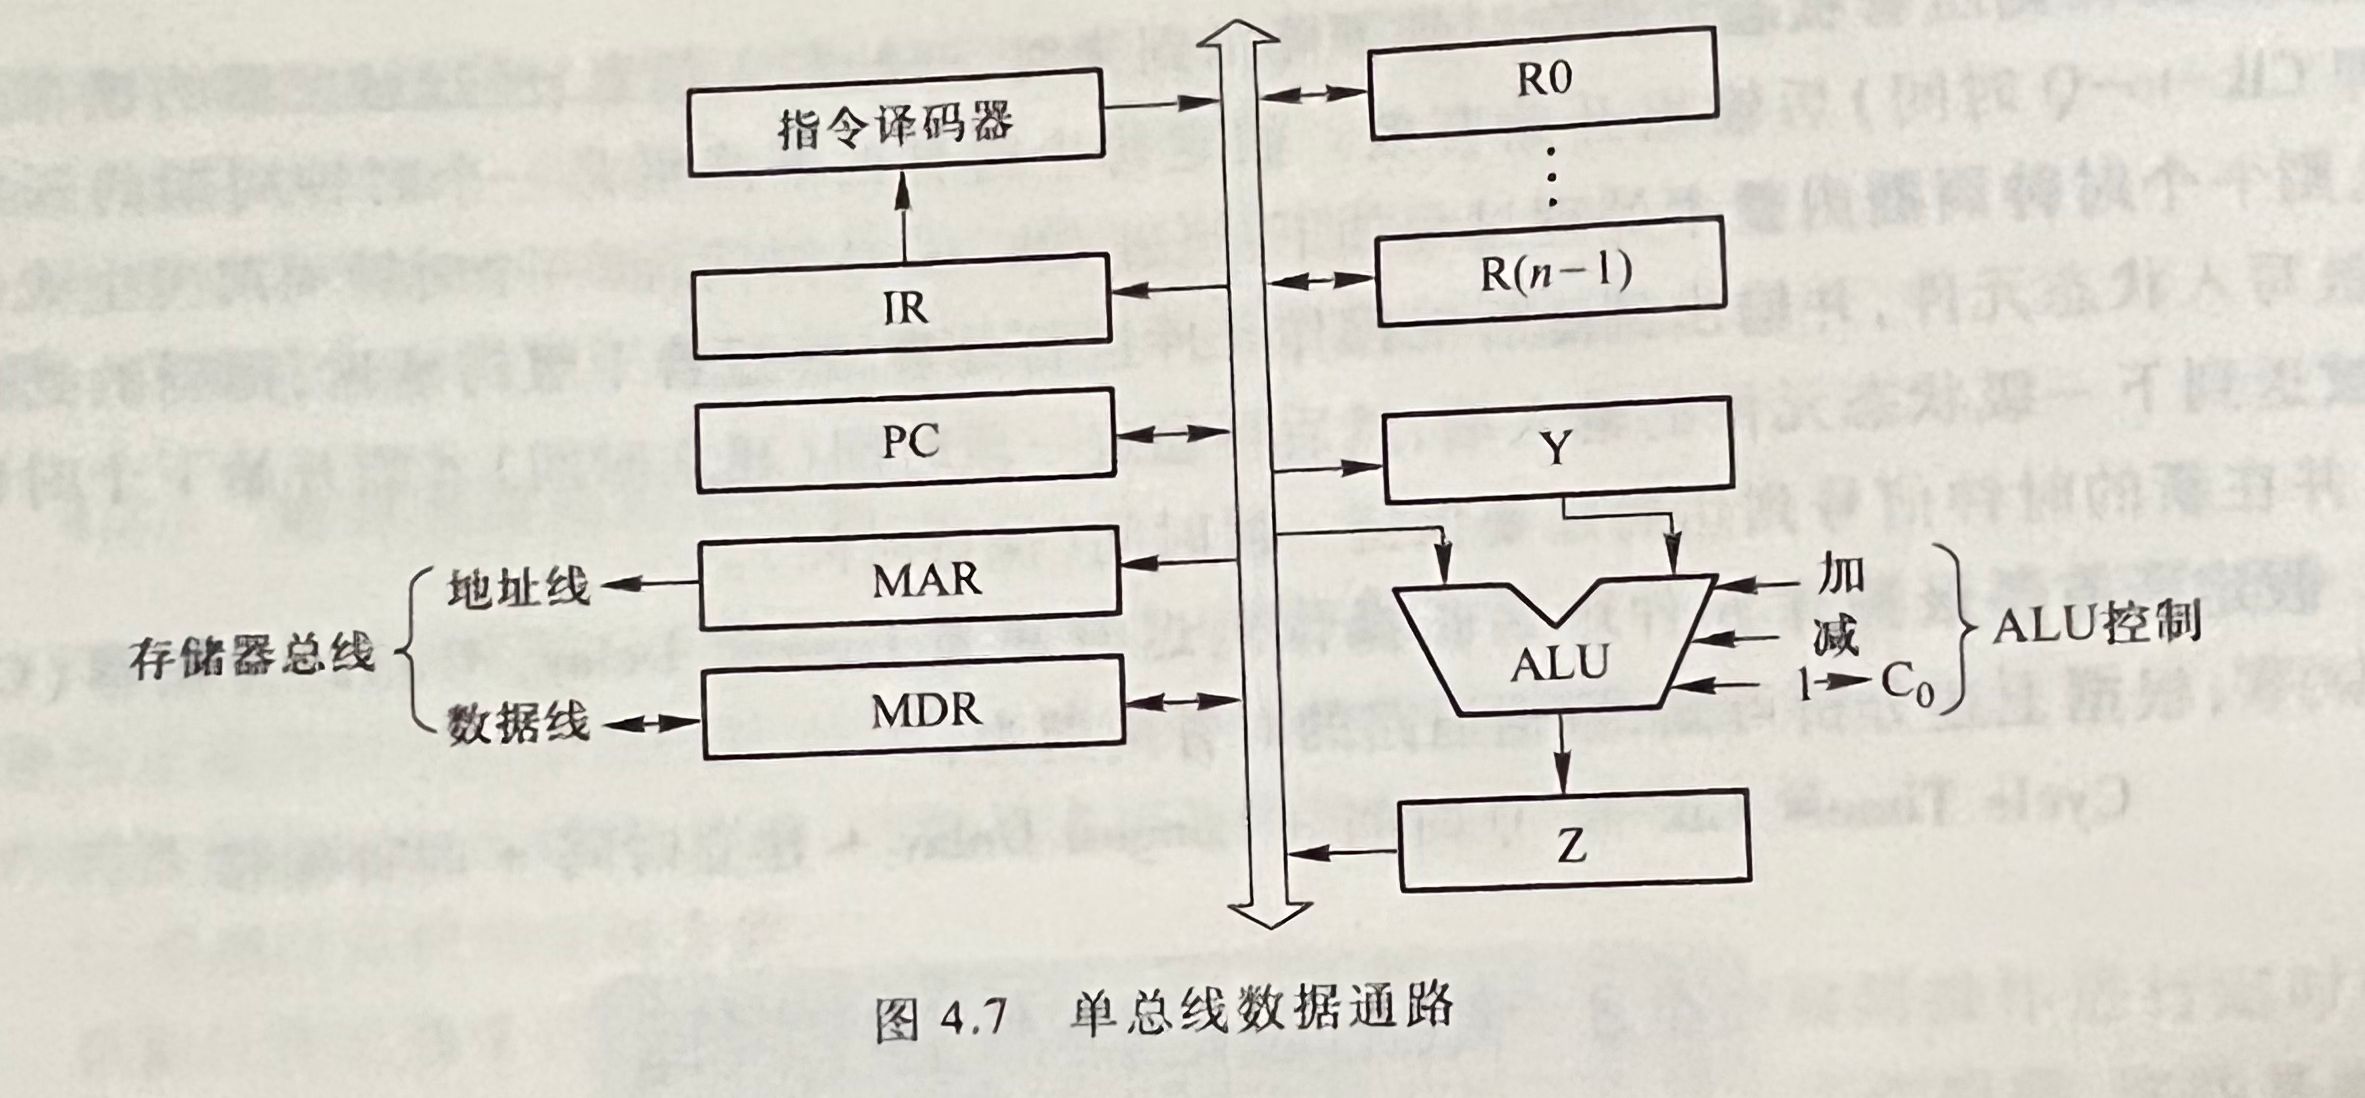 指令译码器
R0
IR
R(n−1)
PC
Y
存储器总线
地址线
MAR
数据线
MDR
ALU
加
减
1→C₀
ALU控制
Z
图 4.7 单总线数据通路